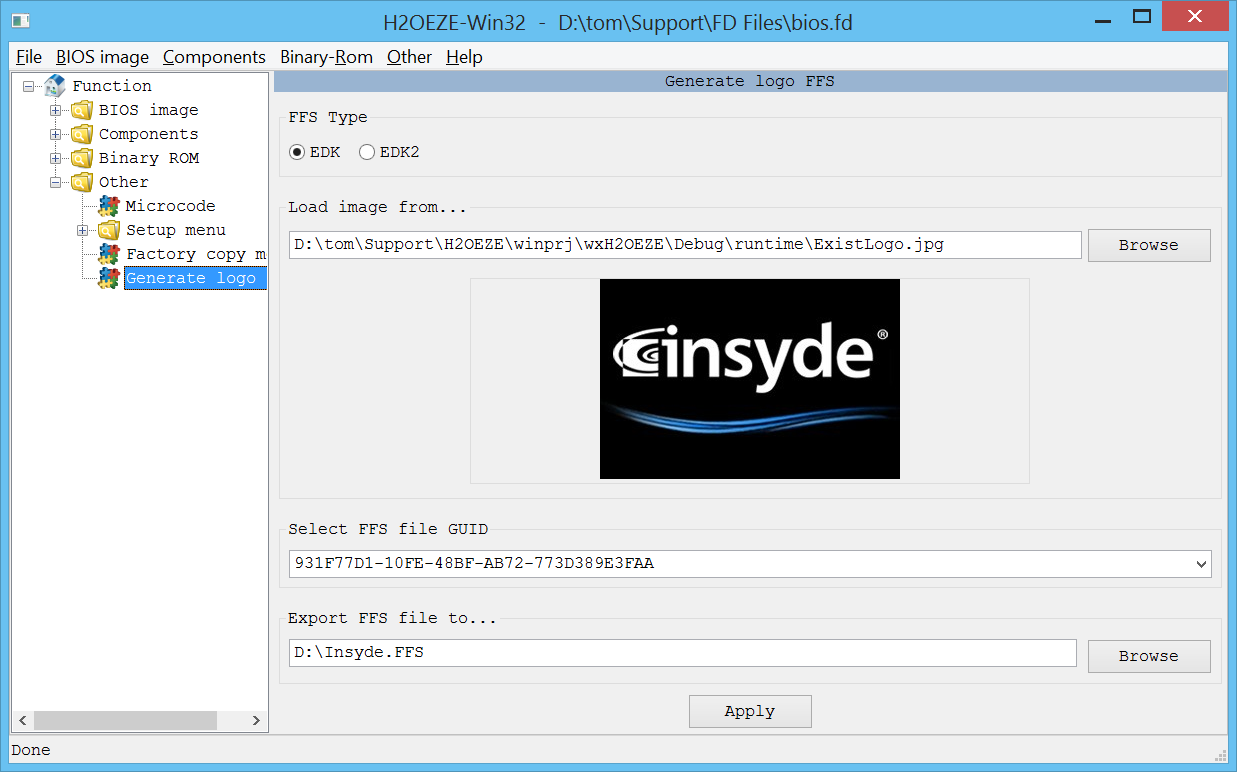 H2OEZE-Win32 - D:\tom\Support\FD Files\bios.fd
File BIOS image Components Binary-Rom Other Help
Function
BIOS image
Components
Binary ROM
Other
Microcode
Setup menu
Factory copy m
Generate logo
Generate logo FFS
FFS Type
EDK EDK2
Load image from...
D:\tom\Support\H2OEZE\winprj\wxH2OEZE\Debug\runtime\ExistLogo.jpg Browse
insyde®
Select FFS file GUID
931F77D1-10FE-48BF-AB72-773D389E3FAA
Export FFS file to...
D:\Insyde.FFS Browse
Apply
Done